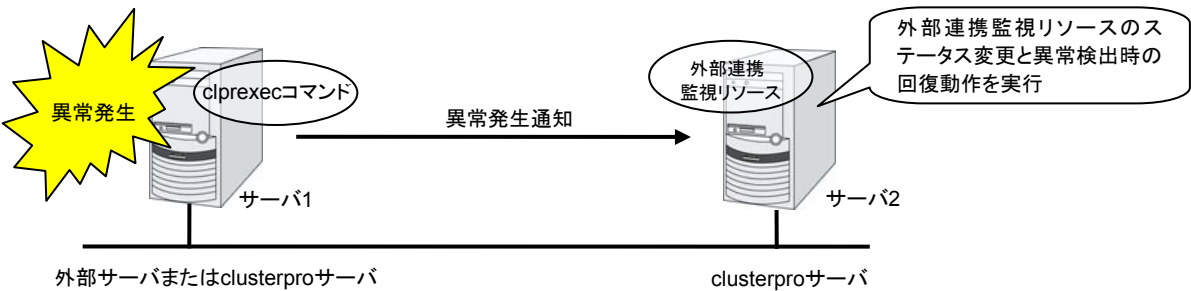 外部連携監視リソースのス
テータス変更と異常検出時の
回復動作を実行
異常発生
clprexecコマンド
外部連携
監視リソース
異常発生通知
サーバ1
サーバ2
外部サーバまたはclusterproサーバ
clusterproサーバ